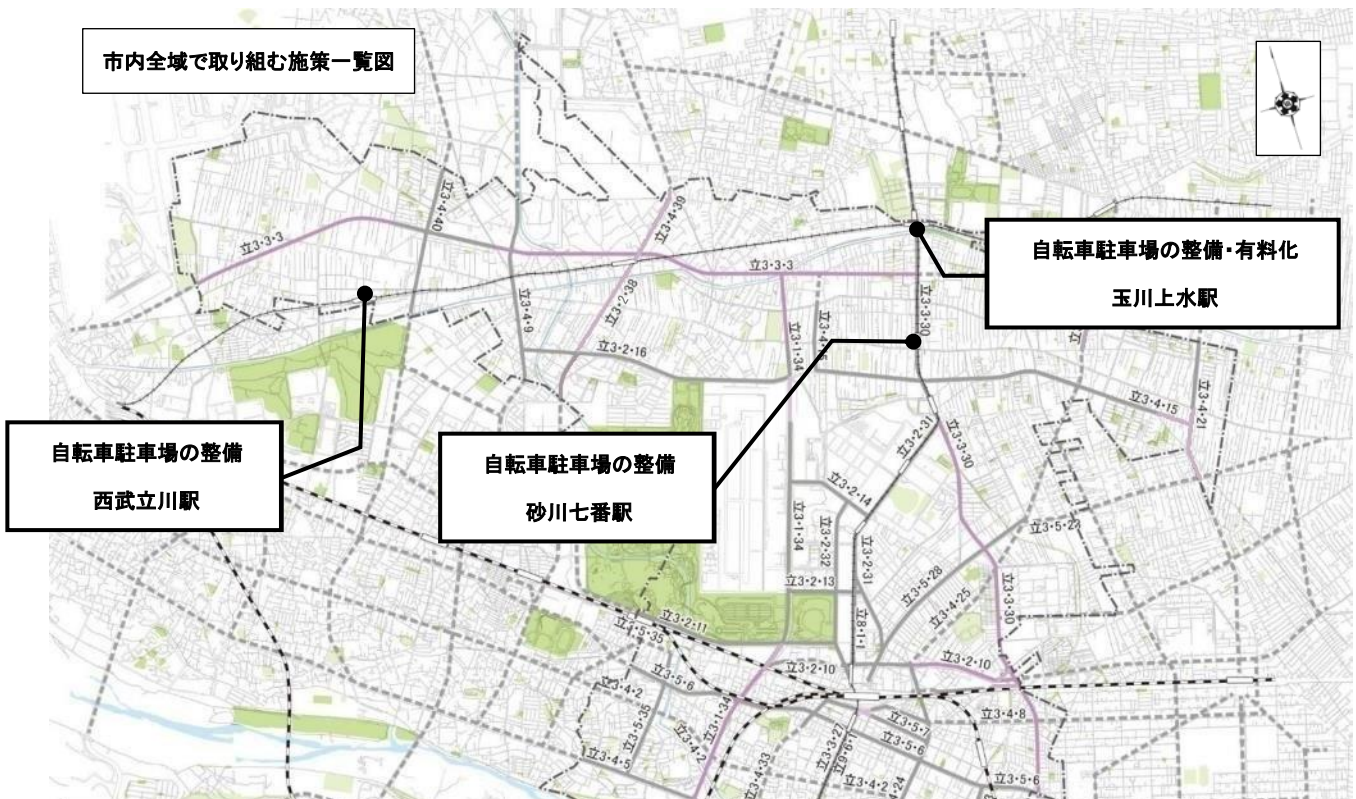 市内全域で取り組む施策一覧図
自転車駐車場の整備・有料化
玉川上水駅
自転車駐車場の整備
西武立川駅
自転車駐車場の整備
砂川七番駅
立3・4・40
立3・4・39
立3・3・3
立3・3・3
立3・2・38
立3・4・9
立3・3・30
立3・2・16
立3・1・34
立3・4・15
立3・4・21
立3・2・31
立3・3・30
立3・2・14
立3・1・34
立3・2・32
立3・2・31
立3・2・13
立3・5・28
立3・4・25
立3・3・30
立3・2・11
立8・1・1
立3・2・10
立3・2・10
立3・5・6
立3・4・2
立3・5・35
立3・1・34
立3・4・2
立3・4・5
立3・4・33
立3・3・27
立3・5・7
立3・5・6
立3・4・8
立3・4・2
立3・5・6